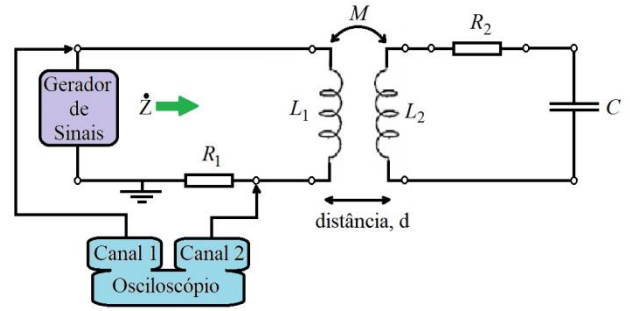 M
R₂
Gerador
de
Sinais
Ż
L₁
L₂
C
R₁
distância, d
Canal 1
Canal 2
Osciloscópio